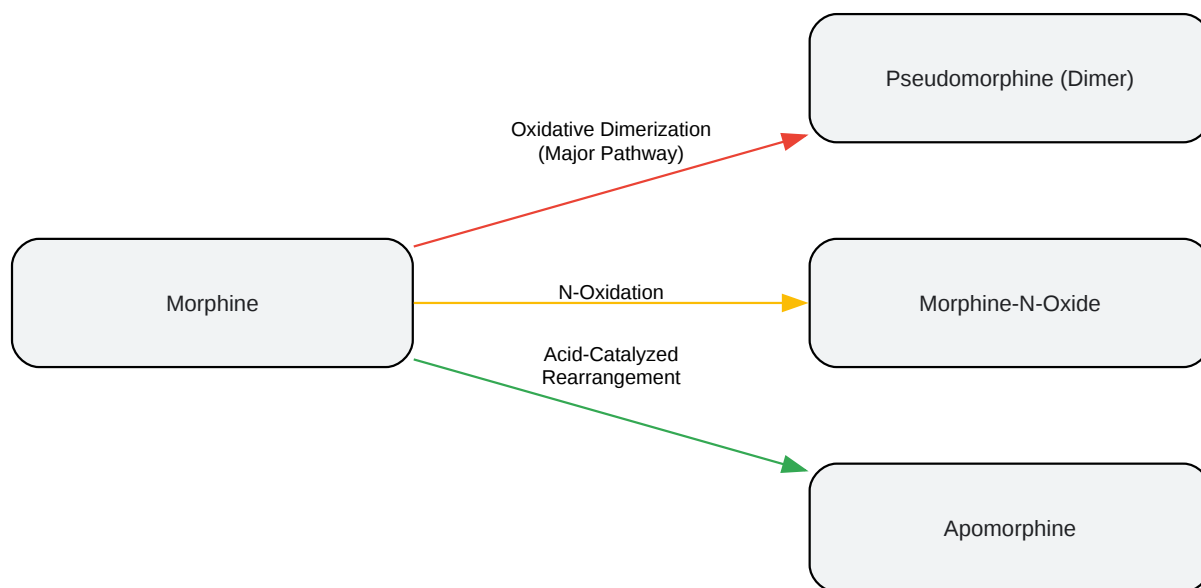 Pseudomorphine (Dimer)
Oxidative Dimerization
(Major Pathway)
Morphine
N-Oxidation
Morphine-N-Oxide
Acid-Catalyzed
Rearrangement
Apomorphine